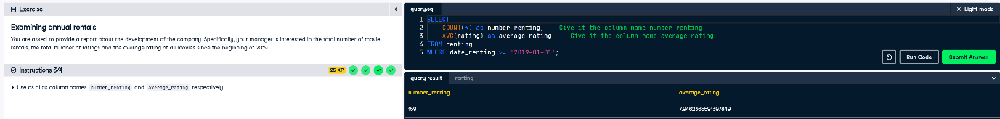 Exercise
Examining annual rentals
You are asked to provide a report about the development of the company. Specifically, your manager is interested in the total number of movie
rentals, the total number of ratings and the average rating of all movies since the beginning of 2019.
Instructions 3/4
25 XP
• Use as alias column names number_renting and average_rating respectively.
query.sql
Light mode
1 SELECT
2 COUNT(*) as number_renting, -- Give it the column name number_renting
3 AVG(rating) as average_rating -- Give it the column name average_rating
4 FROM renting
5 WHERE date_renting >= '2019-01-01';
Run Code
Submit Answer
query result
renting
number_renting
average_rating
159
7.9462365591397849